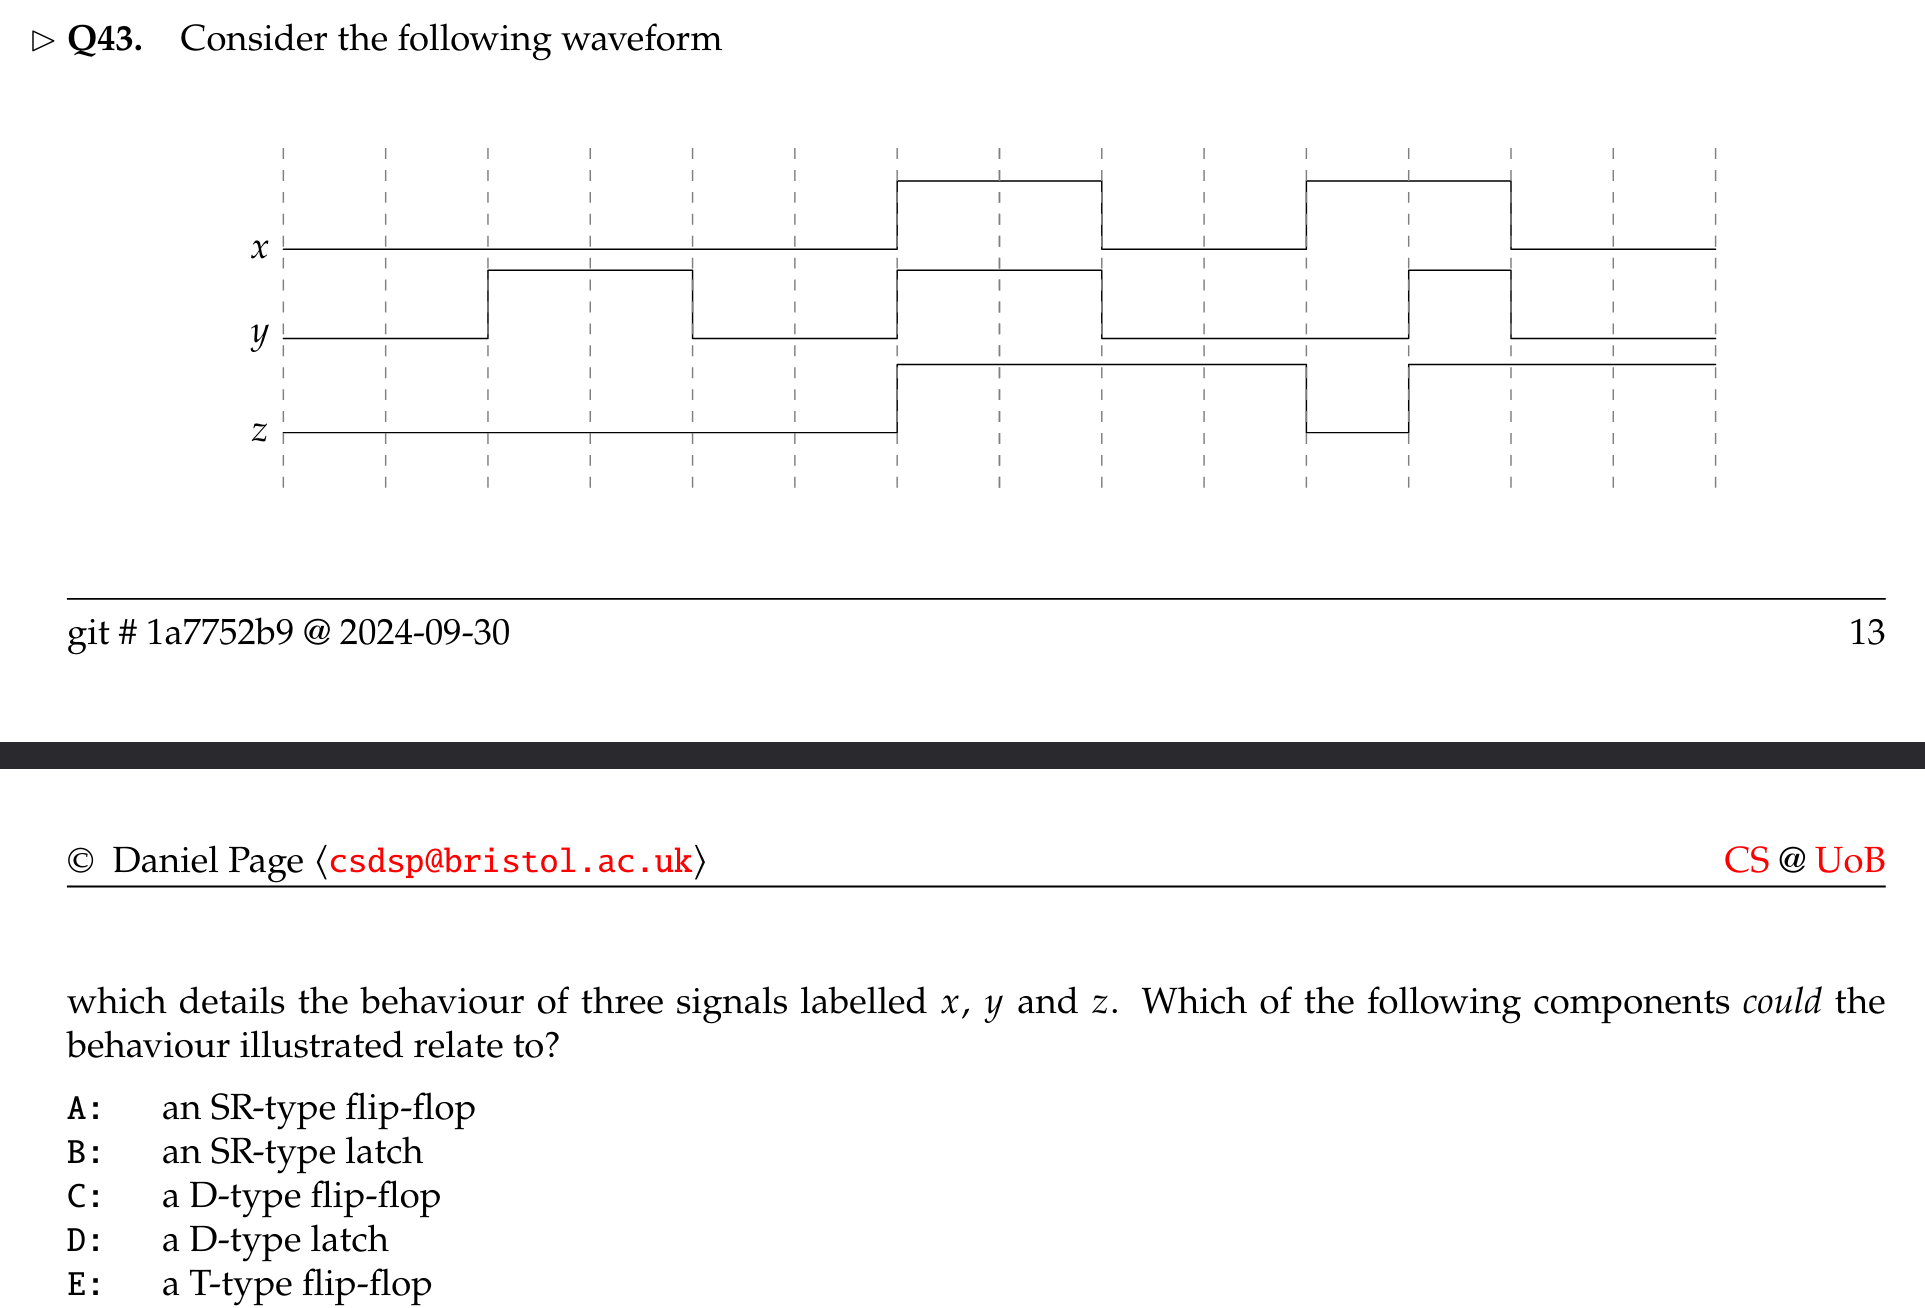 ▷ Q43. Consider the following waveform
x
y
z
git # 1a7752b9 @ 2024-09-30 13
© Daniel Page ⟨csdsp@bristol.ac.uk⟩ CS @ UoB
which details the behaviour of three signals labelled x, y and z. Which of the following components could the
behaviour illustrated relate to?
A: an SR-type flip-flop
B: an SR-type latch
C: a D-type flip-flop
D: a D-type latch
E: a T-type flip-flop